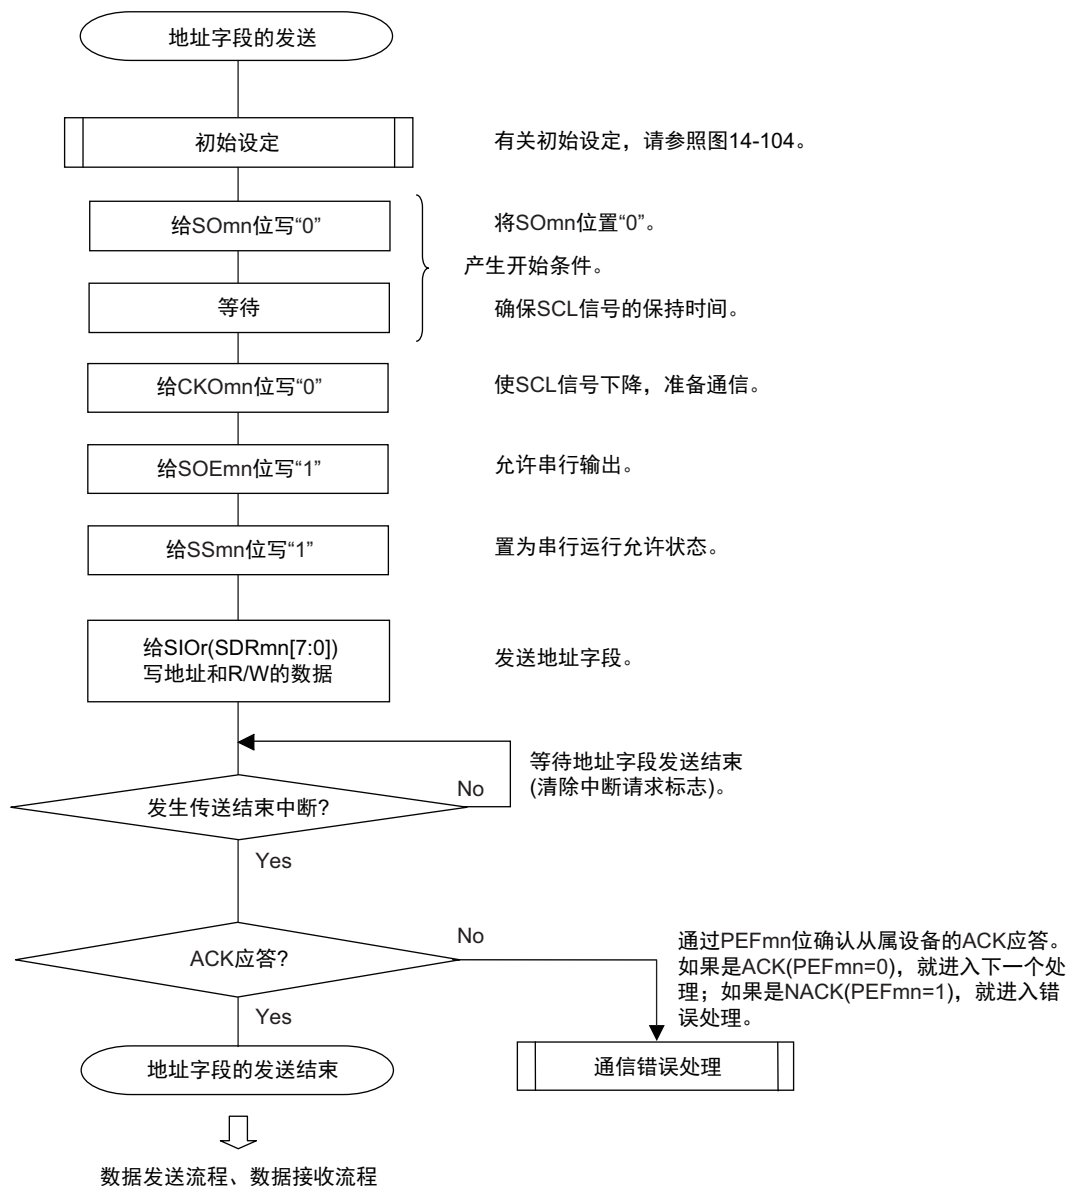 地址字段的发送
初始设定
有关初始设定，请参照图14-104。
给SOmn位写“0”
将SOmn位置“0”。
产生开始条件。
等待
确保SCL信号的保持时间。
给CKOmn位写“0”
使SCL信号下降，准备通信。
给SOEmn位写“1”
允许串行输出。
给SSmn位写“1”
置为串行运行允许状态。
给SIOr(SDRmn[7:0])
写地址和R/W的数据
发送地址字段。
等待地址字段发送结束
(清除中断请求标志)。
发生传送结束中断?
No
Yes
ACK应答?
No
通过PEFmn位确认从属设备的ACK应答。
如果是ACK(PEFmn=0)，就进入下一个处
理；如果是NACK(PEFmn=1)，就进入错
误处理。
Yes
地址字段的发送结束
通信错误处理
数据发送流程、数据接收流程